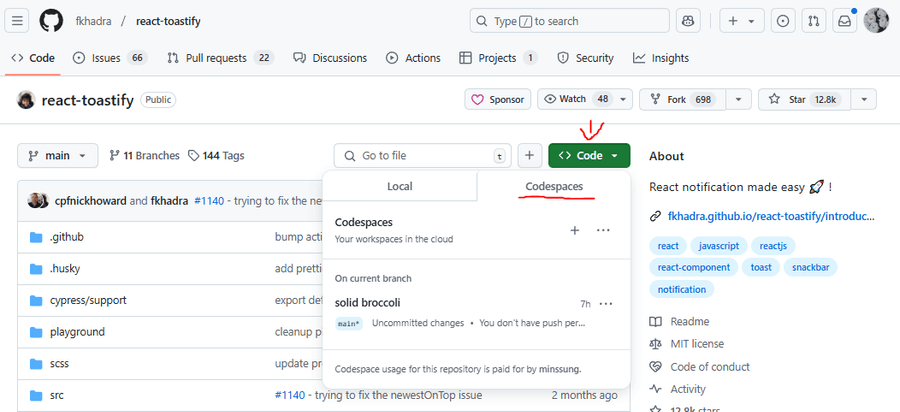 fkhadra / react-toastify
Type / to search
Code
Issues 66
Pull requests 22
Discussions
Actions
Projects 1
Security
Insights
react-toastify Public
Sponsor
Watch 48
Fork 698
Star 12.8k
main
11 Branches
144 Tags
Go to file t
Code
Local
Codespaces
Codespaces
Your workspaces in the cloud
On current branch
solid broccoli 7h
main* Uncommitted changes • You don't have push per...
Codespace usage for this repository is paid for by minssung.
cpfnickhoward and fkhadra #1140 - trying to fix the newestOnTop
.github bump acti
.husky add pretti
cypress/support export def
playground cleanup p
scss update pr
src #1140 - trying to fix the newestOnTop issue 2 months ago
About
React notification made easy 🚀 !
fkhadra.github.io/react-toastify/introduc...
react javascript reactjs
react-component toast snackbar
notification
Readme
MIT license
Code of conduct
Activity
12.8k stars